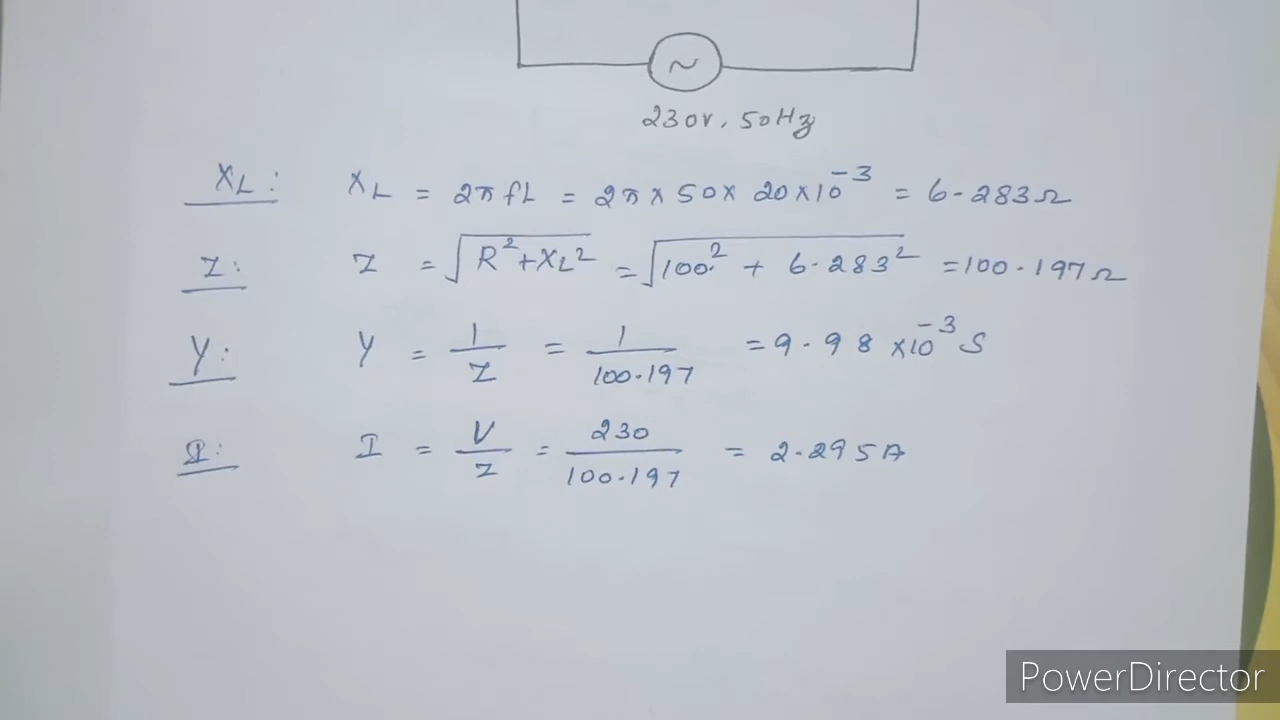 ~
230V, 50Hz
XL: XL = 2πfL = 2π×50× 20×10⁻³ = 6.283Ω
Z: Z = √R²+XL² = √100² + 6.283² = 100.197Ω
Y: Y = 1/Z = 1/100.197 = 9.98 ×10⁻³ S
I: I = V/Z = 230/100.197 = 2.295A
PowerDirector